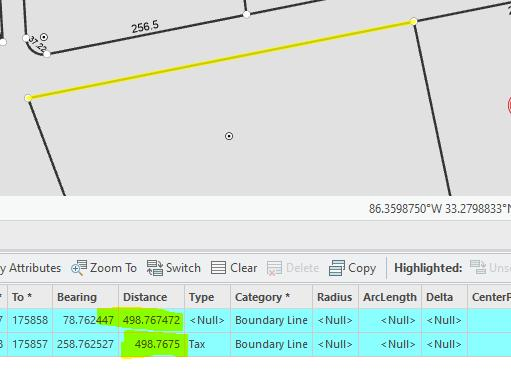 256.5
37.22
86.3598750°W 33.2798833°N
y Attributes Zoom To Switch Clear Delete Copy Highlighted: Uns
* To * Bearing Distance Type Category * Radius ArcLength Delta CenterP
7 175858 78.762447 498.767472 <Null> Boundary Line <Null> <Null> <Null>
3 175857 258.762527 498.7675 Tax Boundary Line <Null> <Null> <Null>